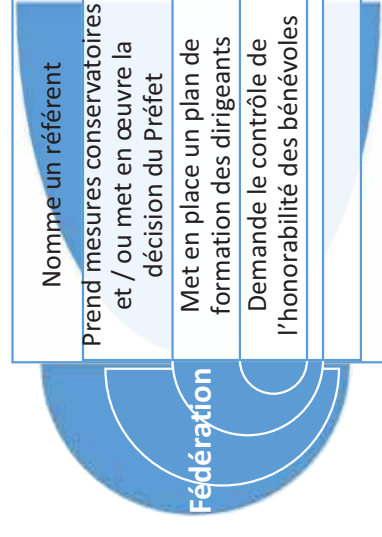 Fédération
Nomme un référent
Prend mesures conservatoires
et / ou met en œuvre la
décision du Préfet
Met en place un plan de
formation des dirigeants
Demande le contrôle de
l'honorabilité des bénévoles